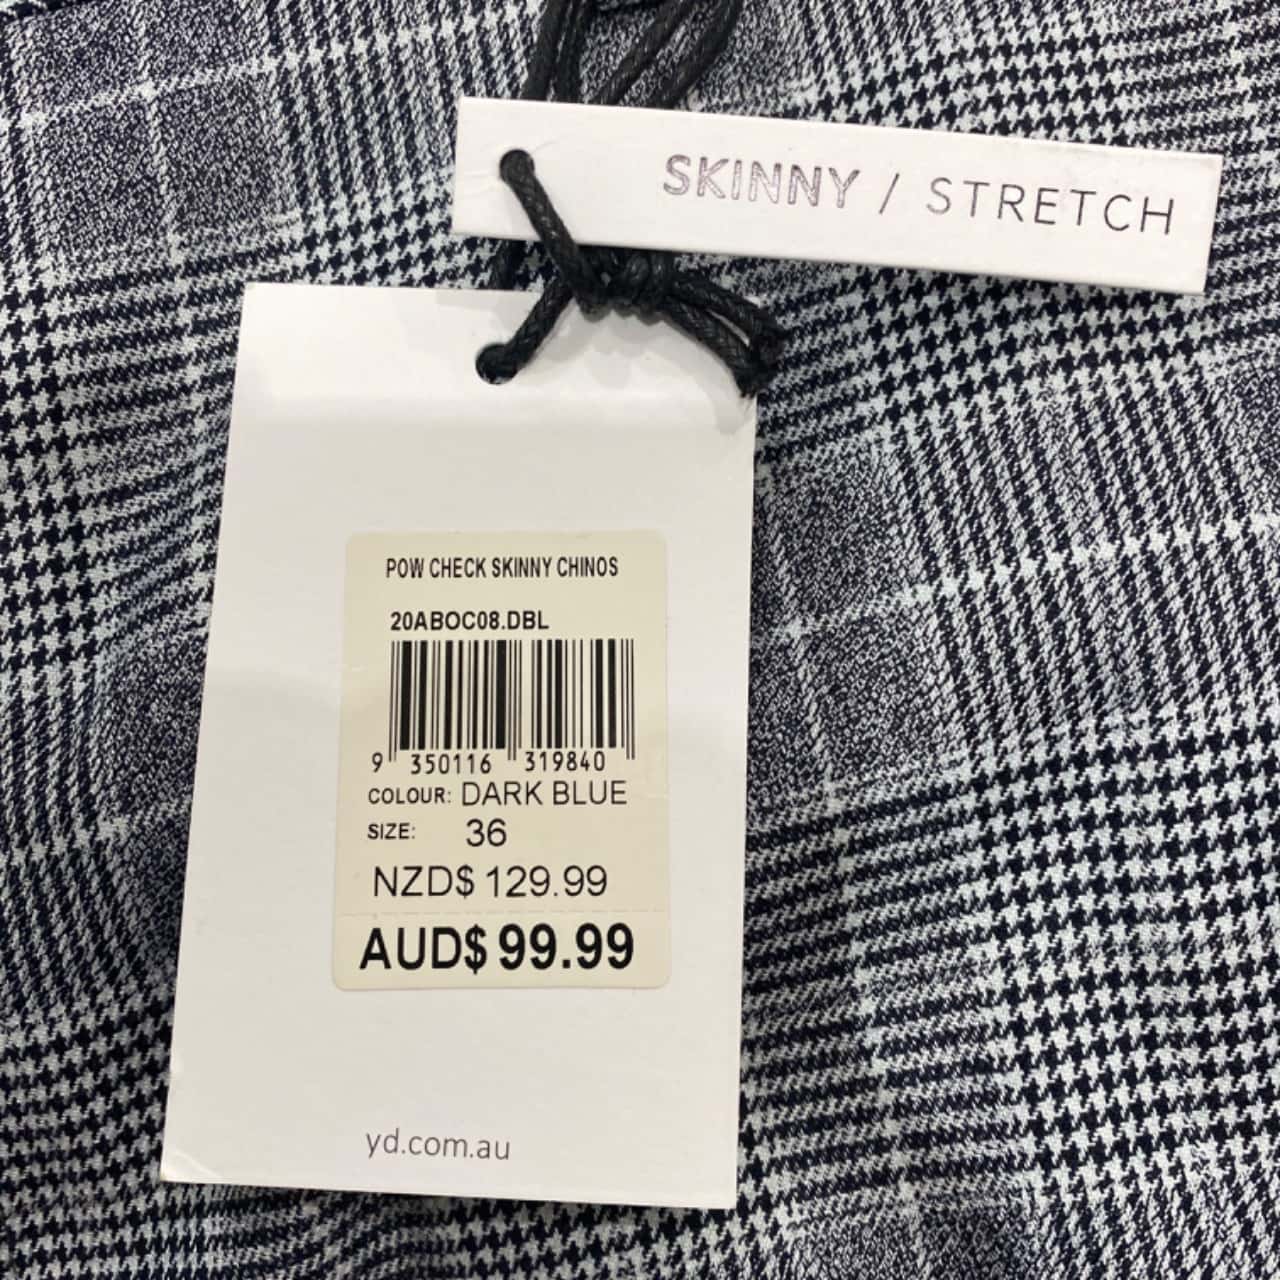 SKINNY / STRETCH
POW CHECK SKINNY CHINOS
20ABOC08.DBL
9 350116 319840
COLOUR: DARK BLUE
SIZE: 36
NZD$ 129.99
AUD$ 99.99
yd.com.au